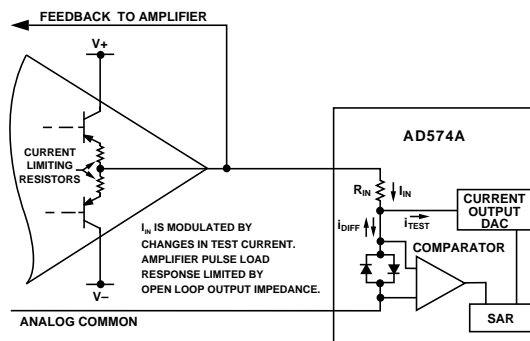 FEEDBACK TO AMPLIFIER
V+
CURRENT
LIMITING
RESISTORS
V–
I_IN IS MODULATED BY
CHANGES IN TEST CURRENT.
AMPLIFIER PULSE LOAD
RESPONSE LIMITED BY
OPEN LOOP OUTPUT IMPEDANCE.
ANALOG COMMON
AD574A
R_IN
I_IN
i_DIFF
i_TEST
CURRENT
OUTPUT
DAC
COMPARATOR
SAR